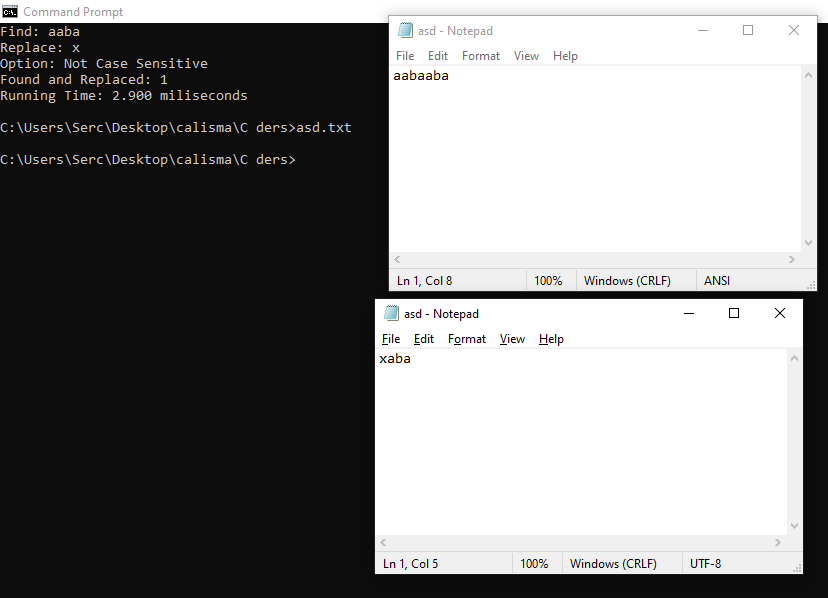 Command Prompt
Find: aaba
Replace: x
Option: Not Case Sensitive
Found and Replaced: 1
Running Time: 2.900 miliseconds
C:\Users\Serc\Desktop\calisma\C ders>asd.txt
C:\Users\Serc\Desktop\calisma\C ders>
asd - Notepad
File Edit Format View Help
aabaaba
Ln 1, Col 8 100% Windows (CRLF) ANSI
asd - Notepad
File Edit Format View Help
xaba
Ln 1, Col 5 100% Windows (CRLF) UTF-8